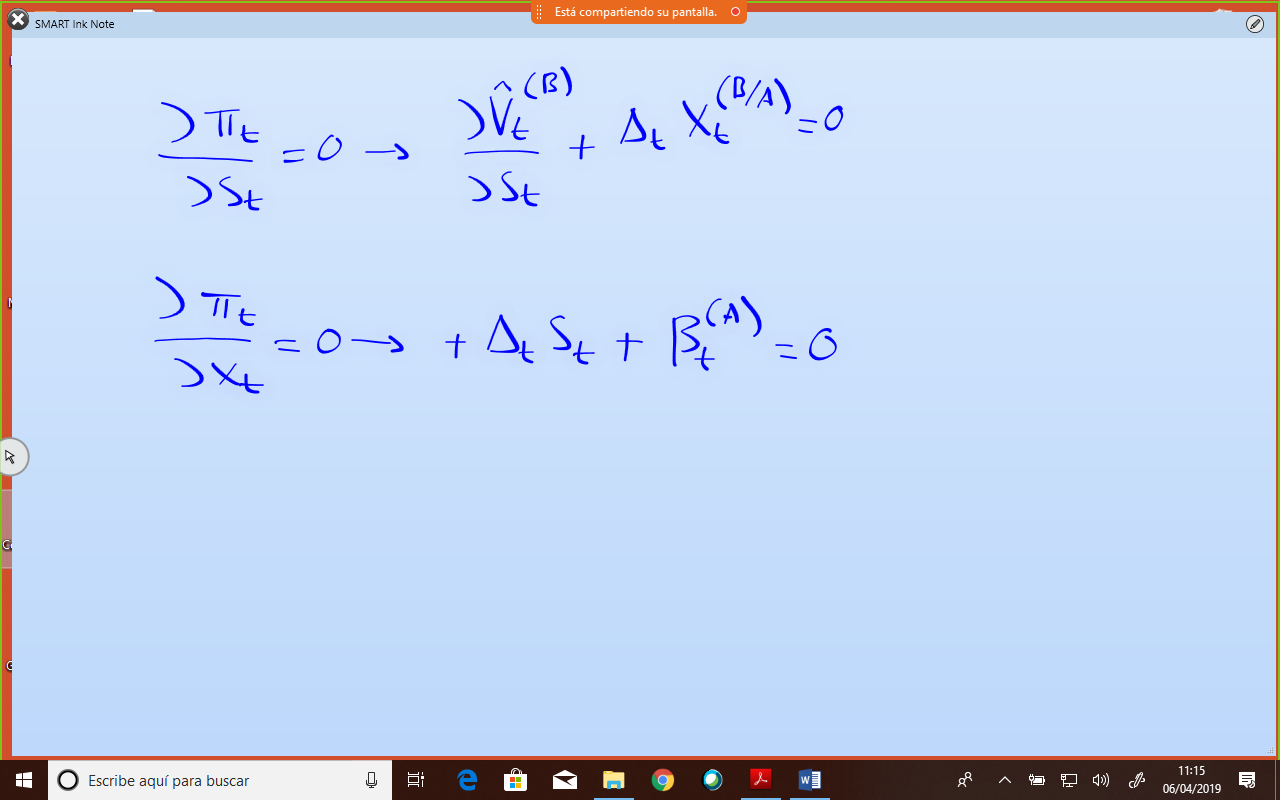 Está compartiendo su pantalla.
SMART Ink Note
∂π_t/∂S_t = 0 → ∂V̂_t^(B)/∂S_t + Δ_t X_t^(B/A) = 0
∂π_t/∂X_t = 0 → + Δ_t S_t + β_t^(A) = 0
Escribe aquí para buscar
11:15
06/04/2019